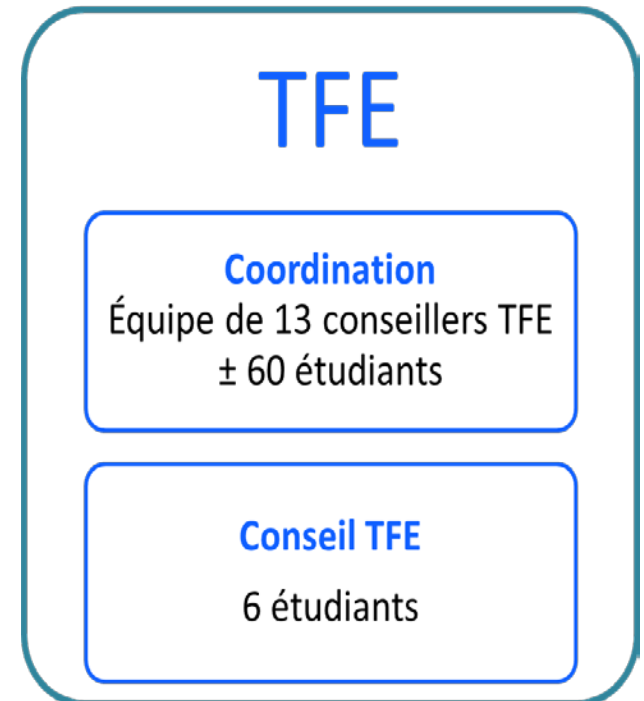 TFE
Coordination
Équipe de 13 conseillers TFE
± 60 étudiants
Conseil TFE
6 étudiants